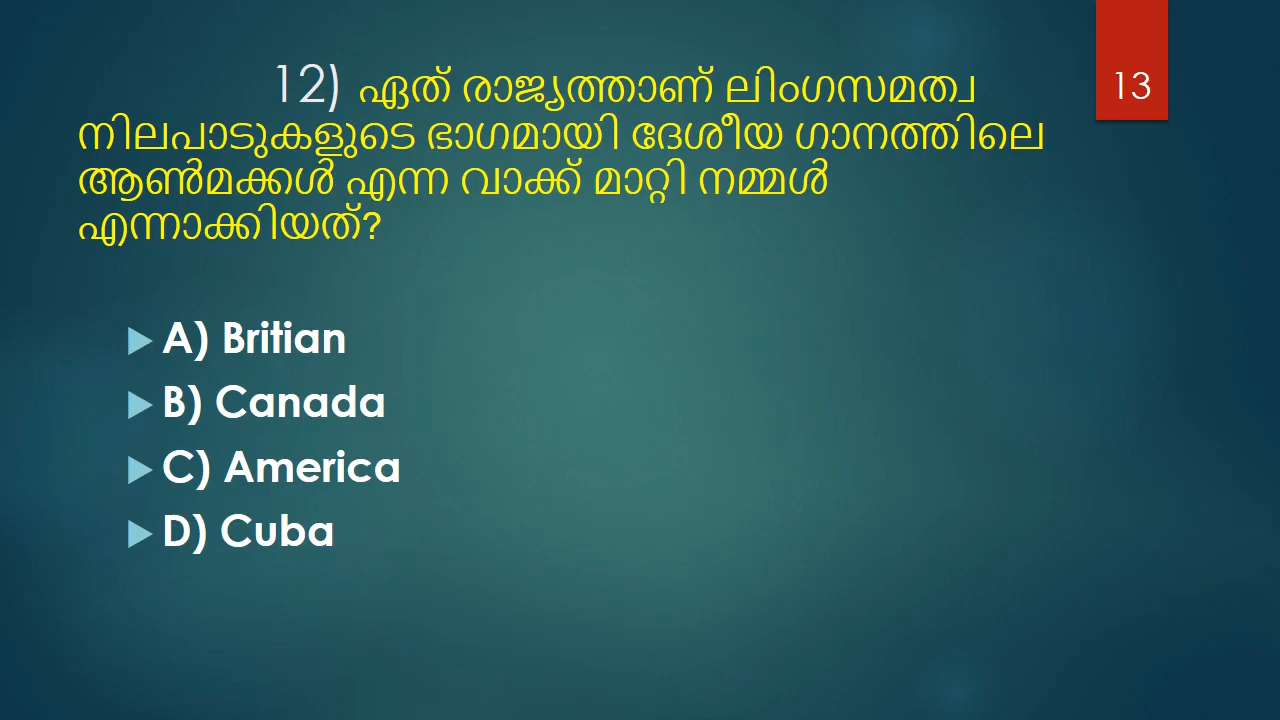 12) ഏത് രാജ്യത്താണ് ലിംഗസമത്വ
13
നിലപാടുകളുടെ ഭാഗമായി ദേശീയ ഗാനത്തിലെ
ആൺമക്കൾ എന്ന വാക്ക് മാറ്റി നമ്മൾ
എന്നാക്കിയത്?
A) Britian
B) Canada
C) America
D) Cuba